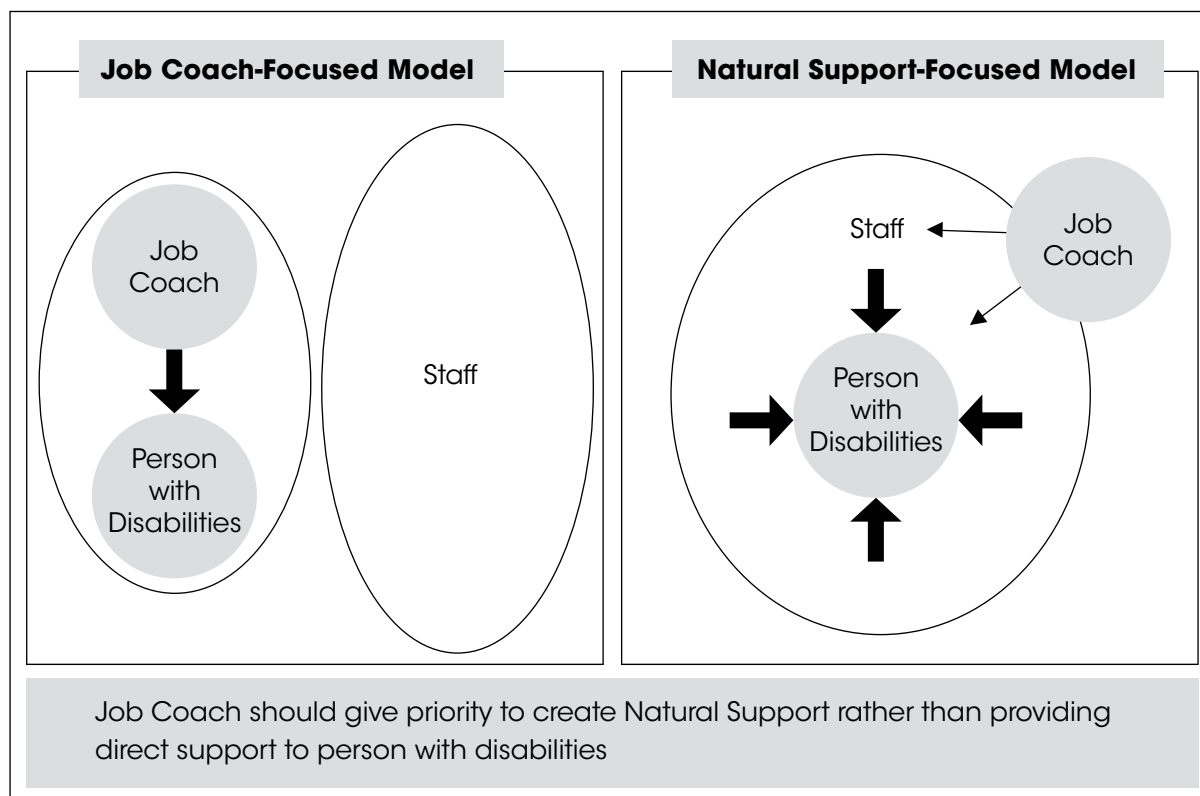 Job Coach-Focused Model
Job
Coach
Person
with
Disabilities
Staff
Natural Support-Focused Model
Staff
Job
Coach
Person
with
Disabilities
Job Coach should give priority to create Natural Support rather than providing
direct support to person with disabilities